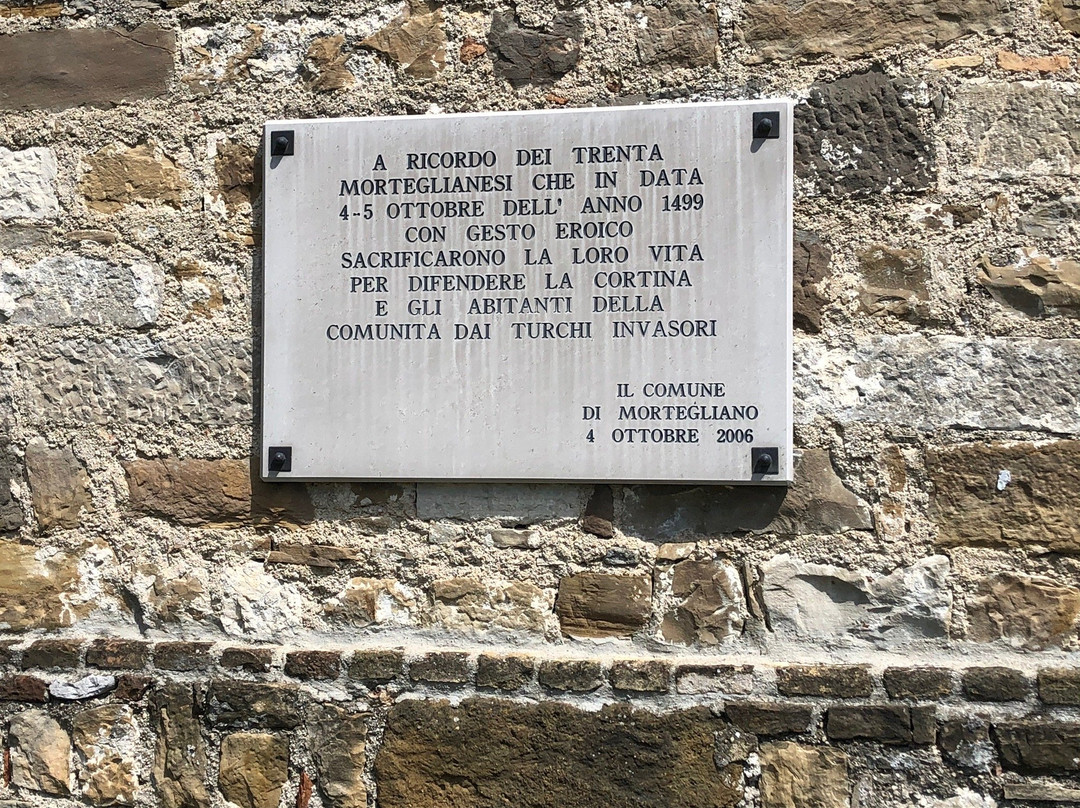 A RICORDO DEI TRENTA
MORTEGLIANESI CHE IN DATA
4-5 OTTOBRE DELL' ANNO 1499
CON GESTO EROICO
SACRIFICARONO LA LORO VITA
PER DIFENDERE LA CORTINA
E GLI ABITANTI DELLA
COMUNITA DAI TURCHI INVASORI
IL COMUNE
DI MORTEGLIANO
4 OTTOBRE 2006